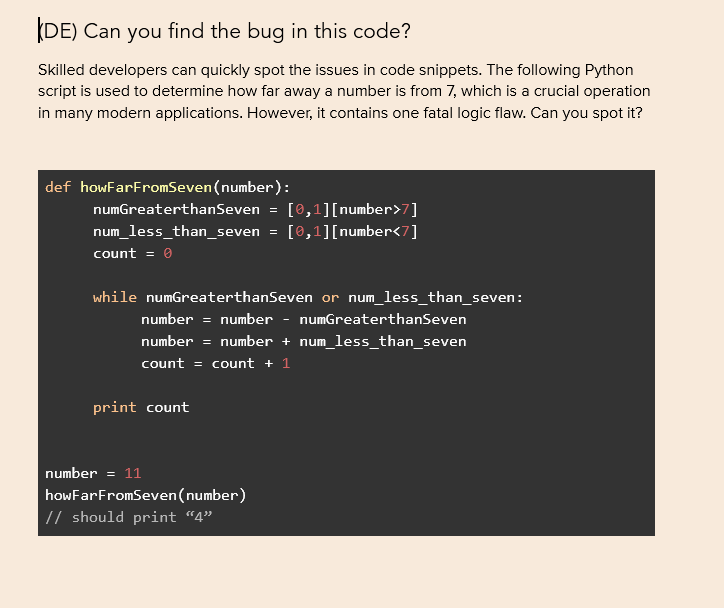 (DE) Can you find the bug in this code?
Skilled developers can quickly spot the issues in code snippets. The following Python
script is used to determine how far away a number is from 7, which is a crucial operation
in many modern applications. However, it contains one fatal logic flaw. Can you spot it?
def howFarFromSeven(number):
numGreaterthanSeven = [0,1][number>7]
num_less_than_seven = [0,1][number<7]
count = 0
while numGreaterthanSeven or num_less_than_seven:
number = number - numGreaterthanSeven
number = number + num_less_than_seven
count = count + 1
print count
number = 11
howFarFromSeven(number)
// should print “4”